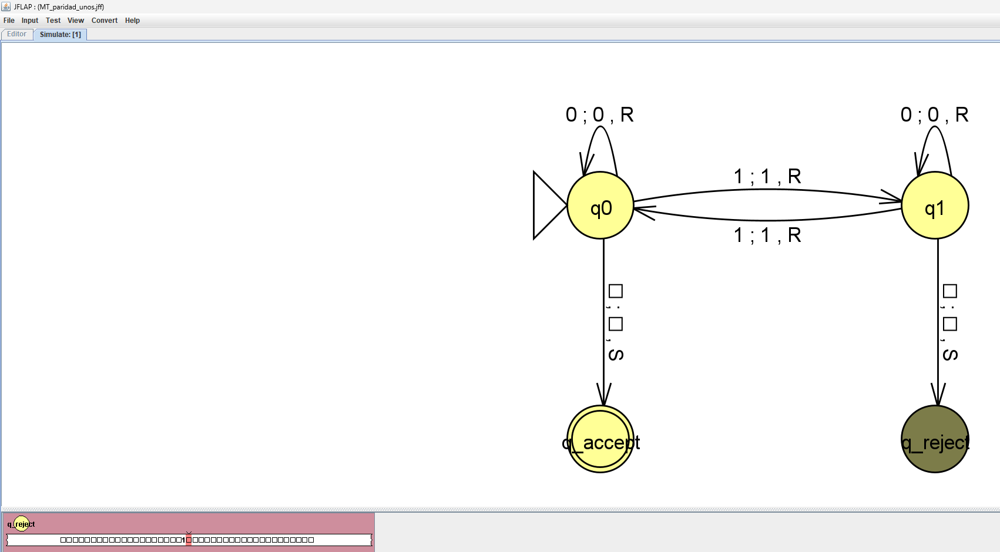 JFLAP : (MT_paridad_unos.jff)
File Input Test View Convert Help
Editor Simulate: [1]
0 ; 0 , R 0 ; 0 , R
1 ; 1 , R
q0 q1
1 ; 1 , R
□ ; □ , S □ ; □ , S
q_accept q_reject
q_reject
□□□□□□□□□□□□□□□□□□□□1□□□□□□□□□□□□□□□□□□□□□